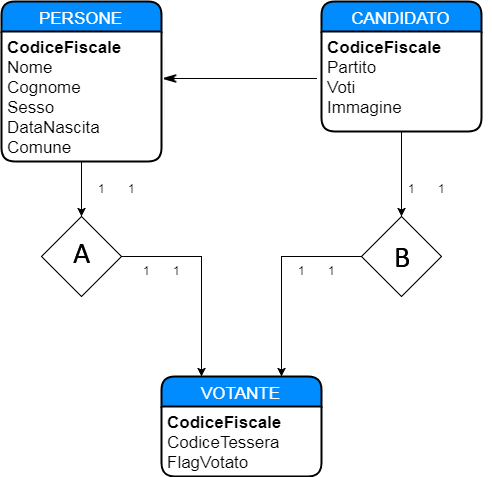 PERSONE
CodiceFiscale
Nome
Cognome
Sesso
DataNascita
Comune
CANDIDATO
CodiceFiscale
Partito
Voti
Immagine
1 1
1 1
A
B
1 1
1 1
VOTANTE
CodiceFiscale
CodiceTessera
FlagVotato